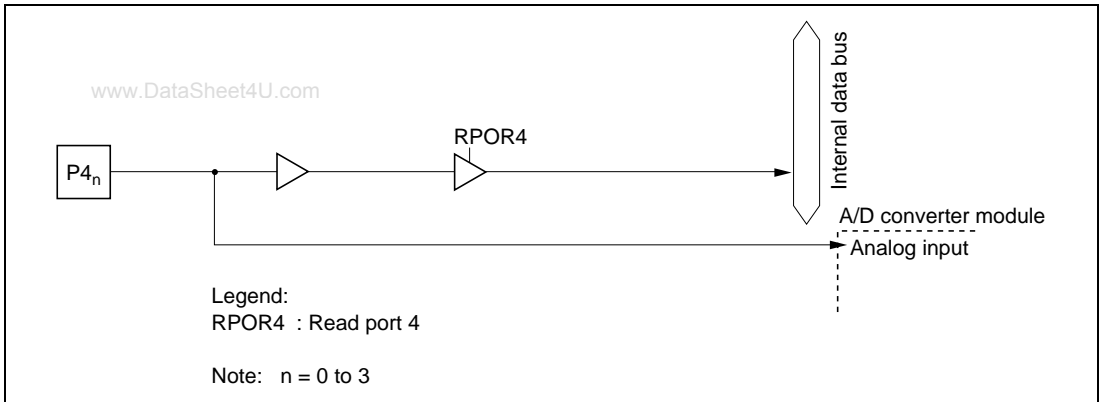 www.DataSheet4U.com
RPOR4
P4n
Internal data bus
A/D converter module
Analog input
Legend:
RPOR4 : Read port 4
Note: n = 0 to 3